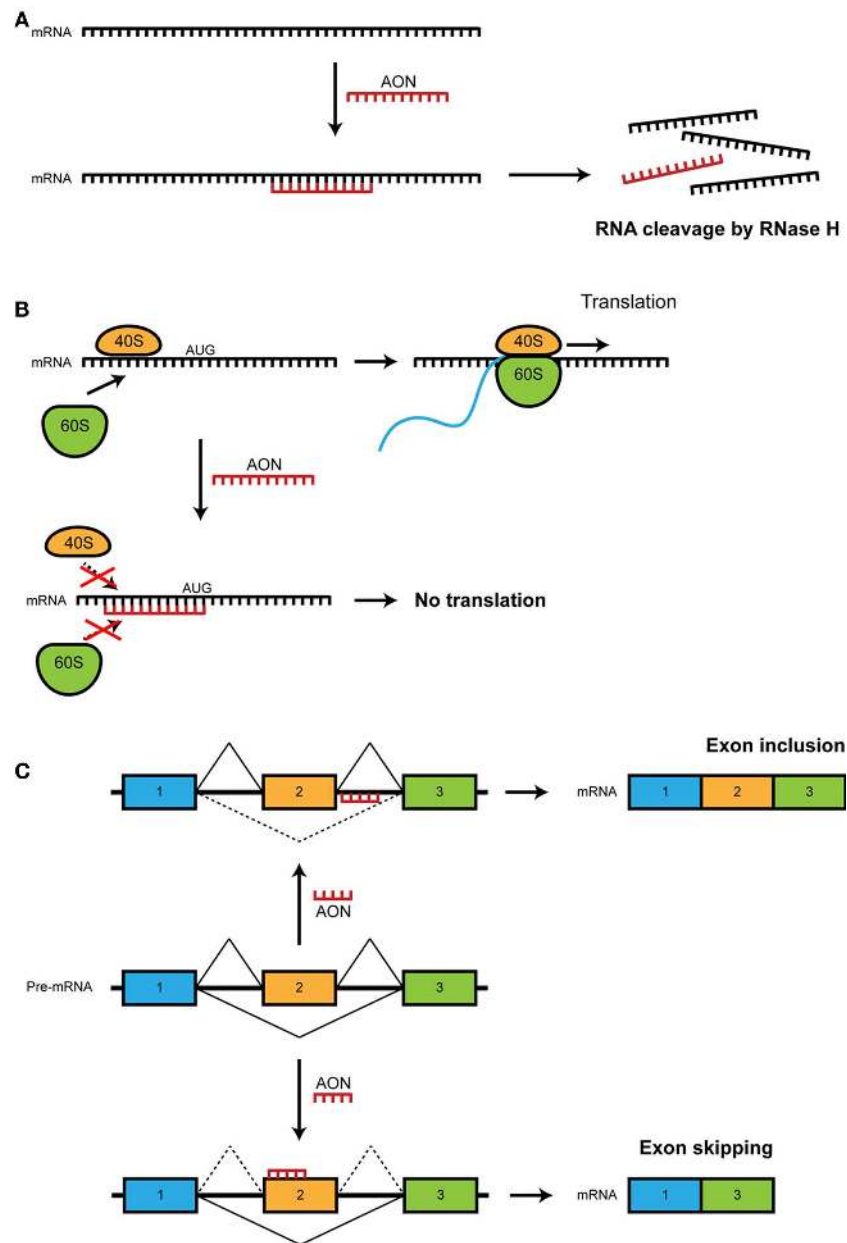 A
mRNA
AON
mRNA
RNA cleavage by RNase H
B
Translation
40S
AUG
mRNA
40S
60S
60S
AON
40S
AUG
mRNA
No translation
60S
Exon inclusion
C
1
2
3
mRNA
1
2
3
AON
Pre-mRNA
1
2
3
AON
Exon skipping
1
2
3
mRNA
1
3